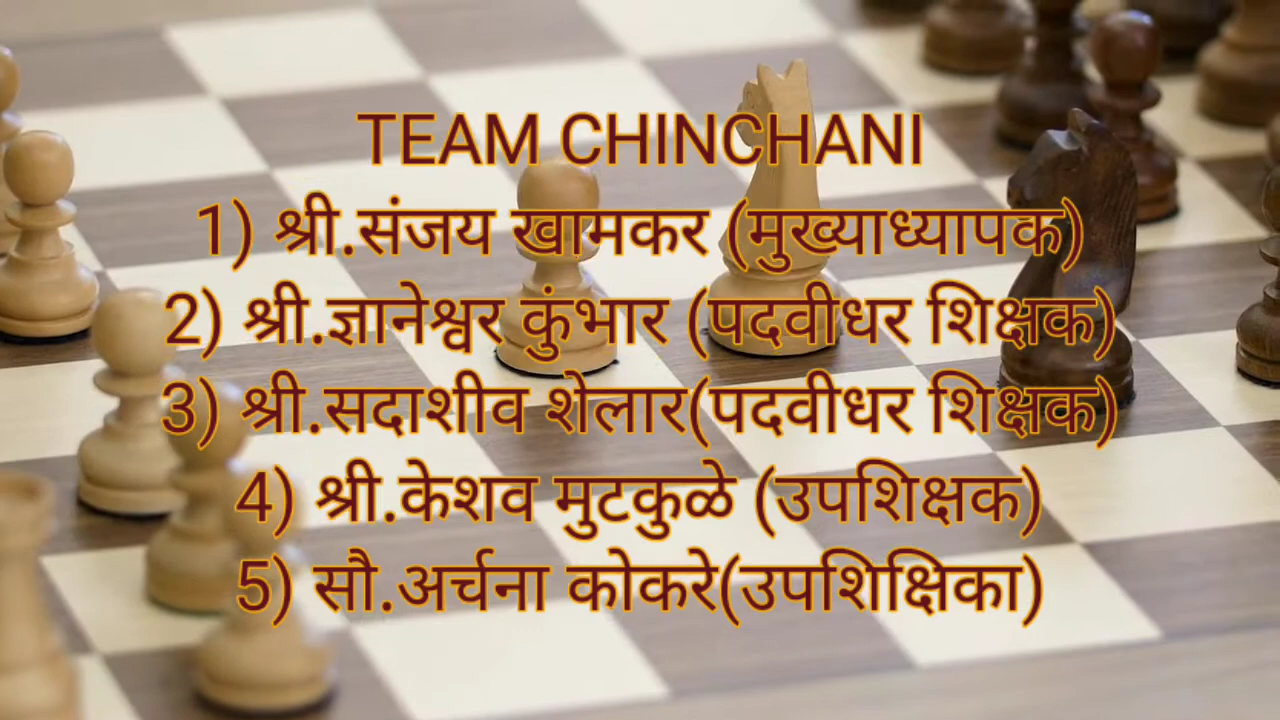 TEAM CHINCHANI
1) श्री.संजय खामकर (मुख्याध्यापक)
2) श्री.ज्ञानेश्वर कुंभार (पदवीधर शिक्षक)
3) श्री.सदाशीव शेलार(पदवीधर शिक्षक)
4) श्री.केशव मुटकुळे (उपशिक्षक)
5) सौ.अर्चना कोकरे(उपशिक्षिका)